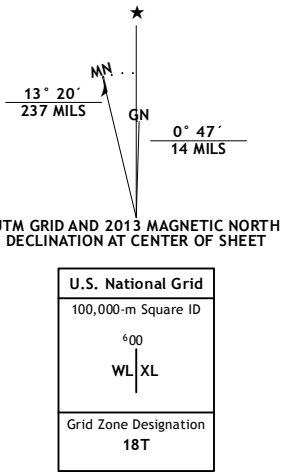 MN
GN
13° 20´
237 MILS
0° 47´
14 MILS
UTM GRID AND 2013 MAGNETIC NORTH
DECLINATION AT CENTER OF SHEET
U.S. National Grid
100,000-m Square ID
⁶00
WL XL
Grid Zone Designation
18T